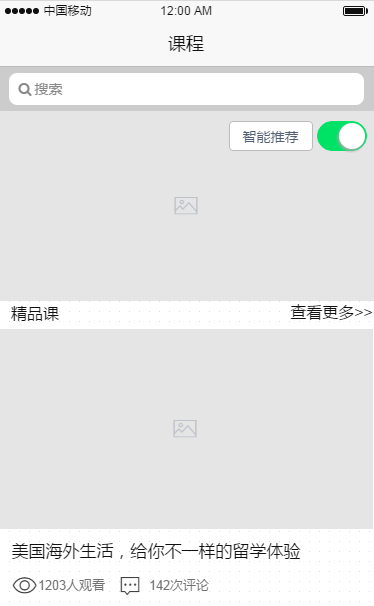 中国移动 12:00 AM
课程
搜索
智能推荐
精品课 查看更多>>
美国海外生活，给你不一样的留学体验
1203人观看 142次评论